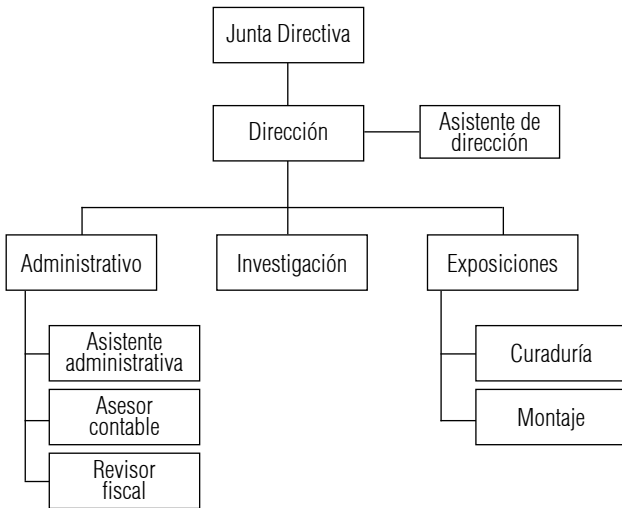 Junta Directiva
Dirección
Asistente de
dirección
Administrativo
Investigación
Exposiciones
Asistente
administrativa
Asesor
contable
Revisor
fiscal
Curaduría
Montaje